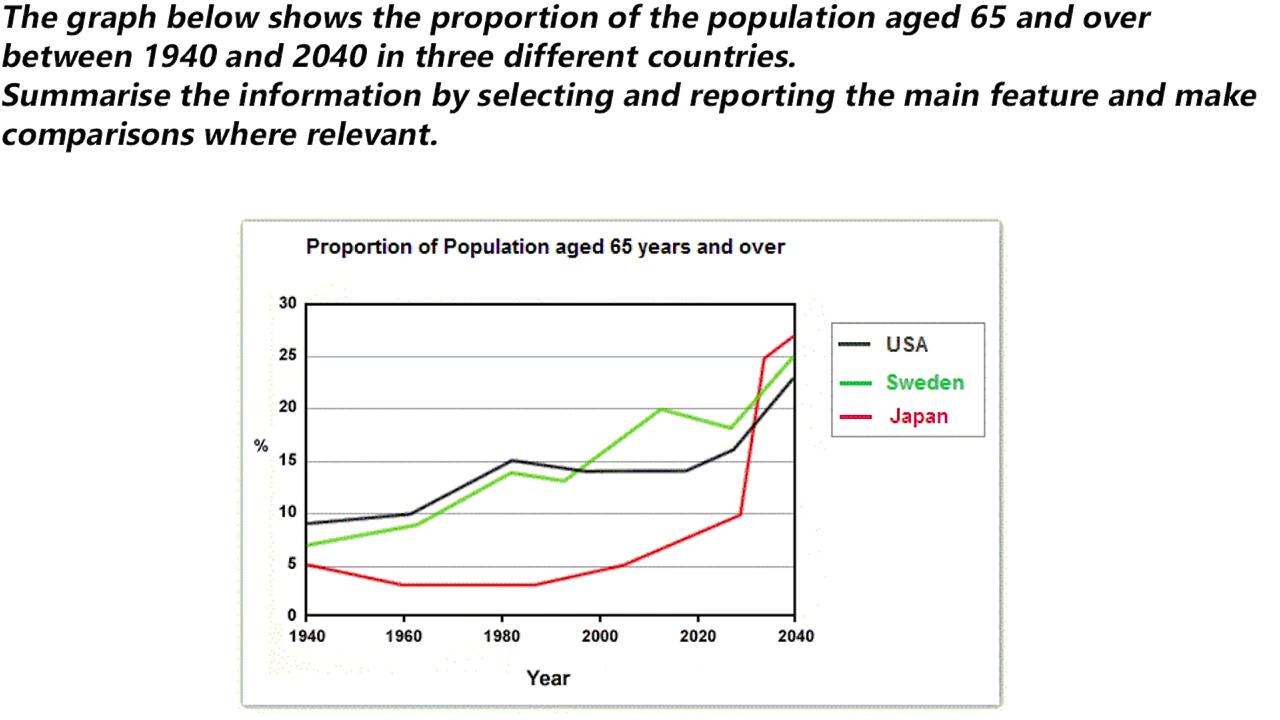 The graph below shows the proportion of the population aged 65 and over
between 1940 and 2040 in three different countries.
Summarise the information by selecting and reporting the main feature and make
comparisons where relevant.
Proportion of Population aged 65 years and over
30
25
20
%
15
10
5
0
1940 1960 1980 2000 2020 2040
Year
USA
Sweden
Japan